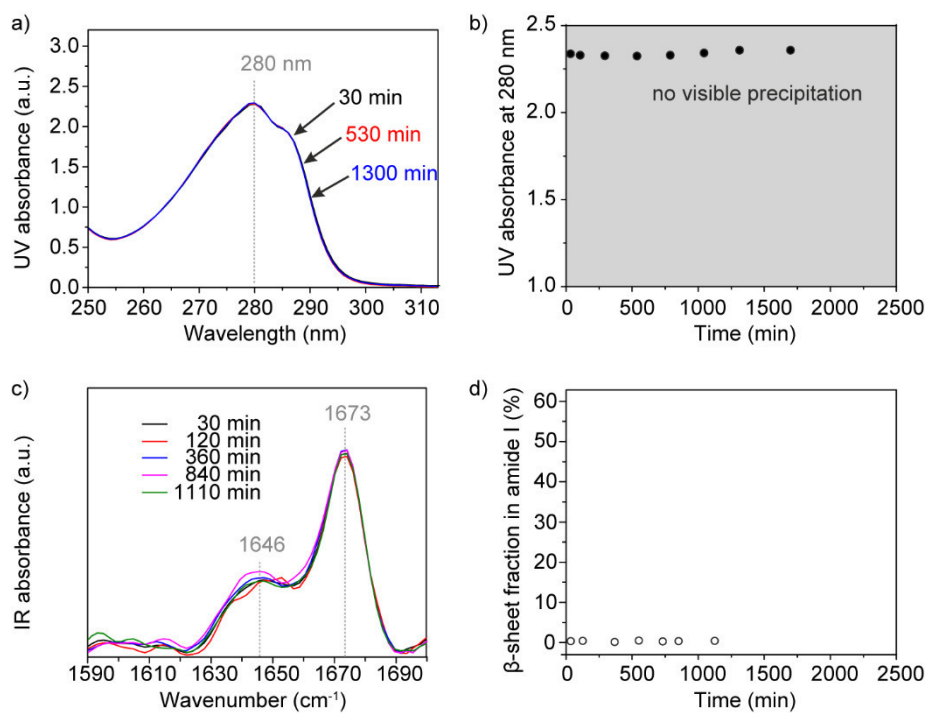 a)
UV absorbance (a.u.)
3.0
2.5
2.0
1.5
1.0
0.5
0.0
280 nm
30 min
530 min
1300 min
250 260 270 280 290 300 310
Wavelength (nm)
b)
UV absorbance at 280 nm
2.5
2.0
1.5
1.0
no visible precipitation
0 500 1000 1500 2000 2500
Time (min)
c)
IR absorbance (a.u.)
30 min
120 min
360 min
840 min
1110 min
1646
1673
1590 1610 1630 1650 1670 1690
Wavenumber (cm⁻¹)
d)
β-sheet fraction in amide I (%)
60
50
40
30
20
10
0
0 500 1000 1500 2000 2500
Time (min)